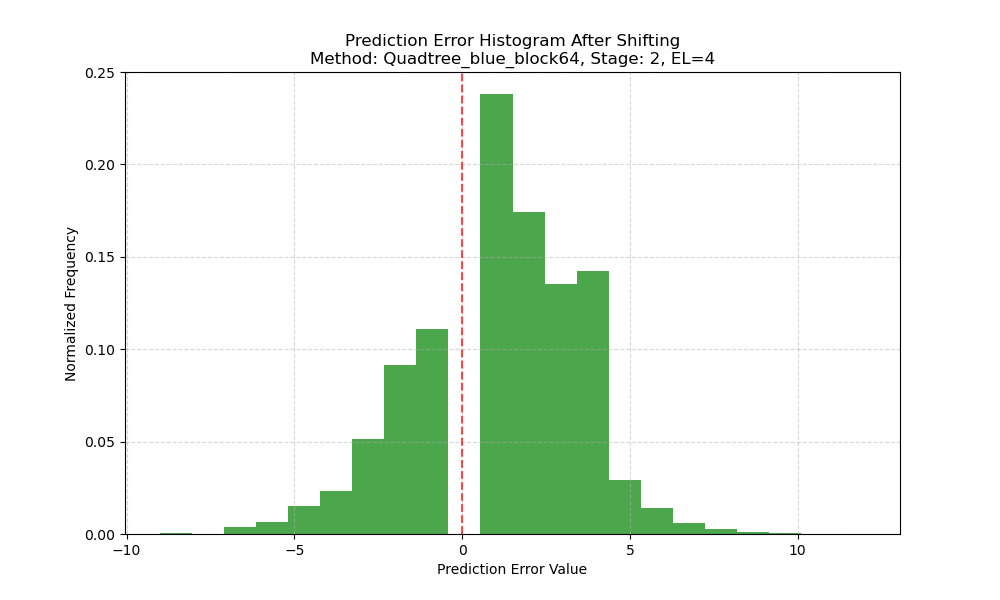 Prediction Error Histogram After Shifting
Method: Quadtree_blue_block64, Stage: 2, EL=4
Normalized Frequency
0.25
0.20
0.15
0.10
0.05
0.00
−10
−5
0
5
10
Prediction Error Value